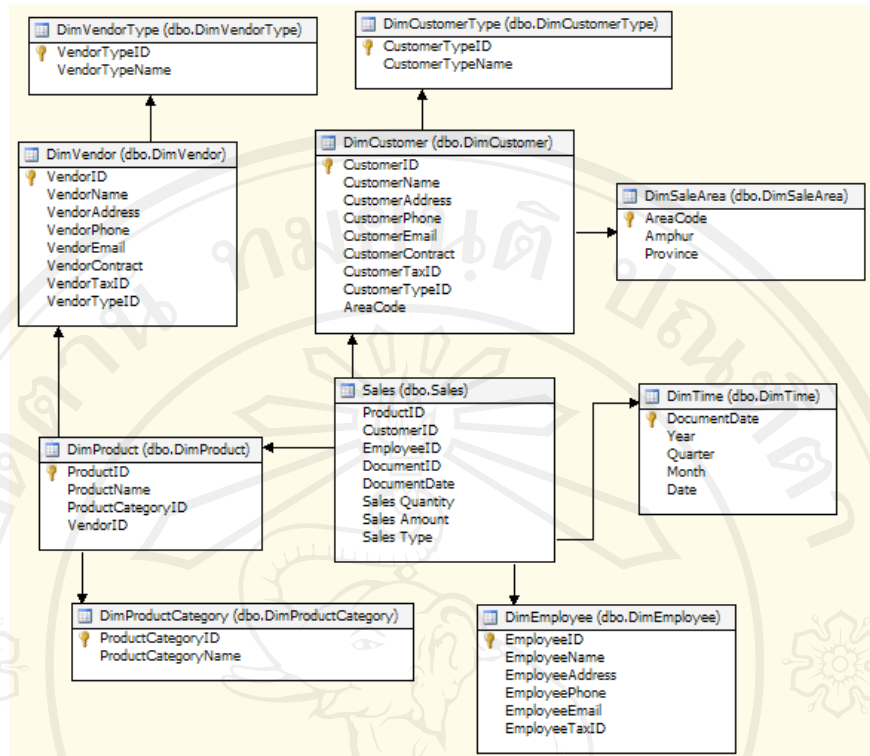 DimVendorType (dbo.DimVendorType)
VendorTypeID
VendorTypeName
DimCustomerType (dbo.DimCustomerType)
CustomerTypeID
CustomerTypeName
DimVendor (dbo.DimVendor)
VendorID
VendorName
VendorAddress
VendorPhone
VendorEmail
VendorContract
VendorTaxID
VendorTypeID
DimCustomer (dbo.DimCustomer)
CustomerID
CustomerName
CustomerAddress
CustomerPhone
CustomerEmail
CustomerContract
CustomerTaxID
CustomerTypeID
AreaCode
DimSaleArea (dbo.DimSaleArea)
AreaCode
Amphur
Province
Sales (dbo.Sales)
ProductID
CustomerID
EmployeeID
DocumentID
DocumentDate
Sales Quantity
Sales Amount
Sales Type
DimTime (dbo.DimTime)
DocumentDate
Year
Quarter
Month
Date
DimProduct (dbo.DimProduct)
ProductID
ProductName
ProductCategoryID
VendorID
DimProductCategory (dbo.DimProductCategory)
ProductCategoryID
ProductCategoryName
DimEmployee (dbo.DimEmployee)
EmployeeID
EmployeeName
EmployeeAddress
EmployeePhone
EmployeeEmail
EmployeeTaxID